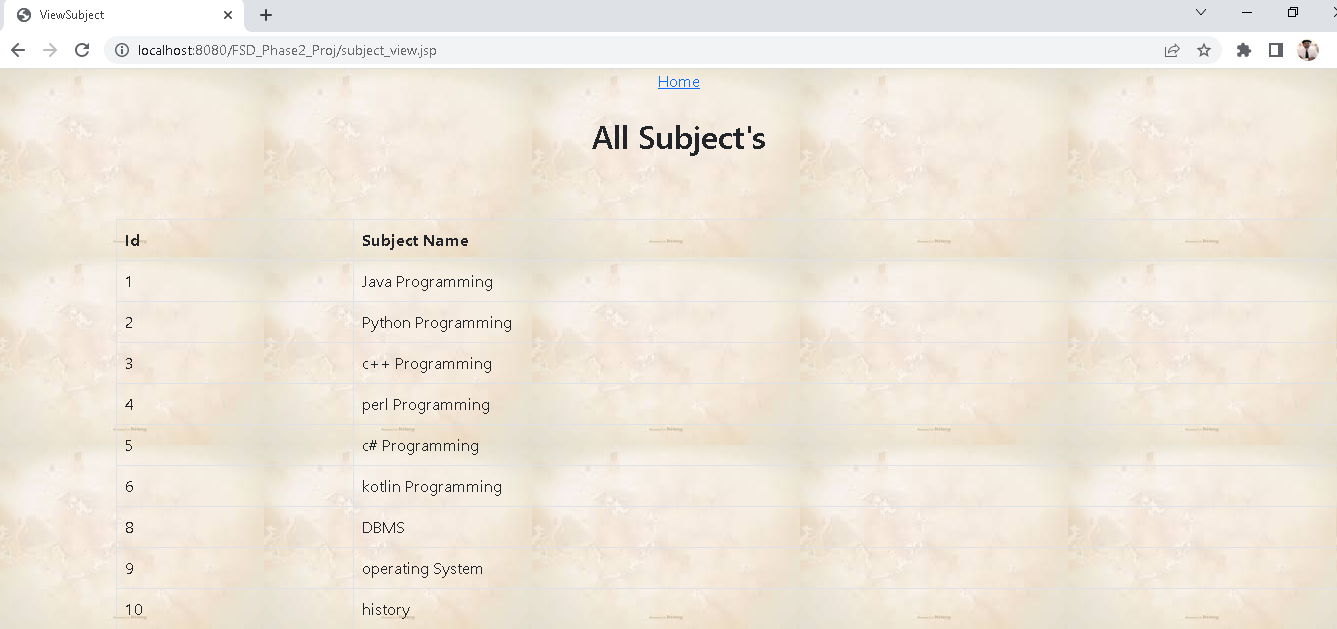 ViewSubject
localhost:8080/FSD_Phase2_Proj/subject_view.jsp
Home
All Subject's
Id Subject Name
1 Java Programming
2 Python Programming
3 c++ Programming
4 perl Programming
5 c# Programming
6 kotlin Programming
8 DBMS
9 operating System
10 history